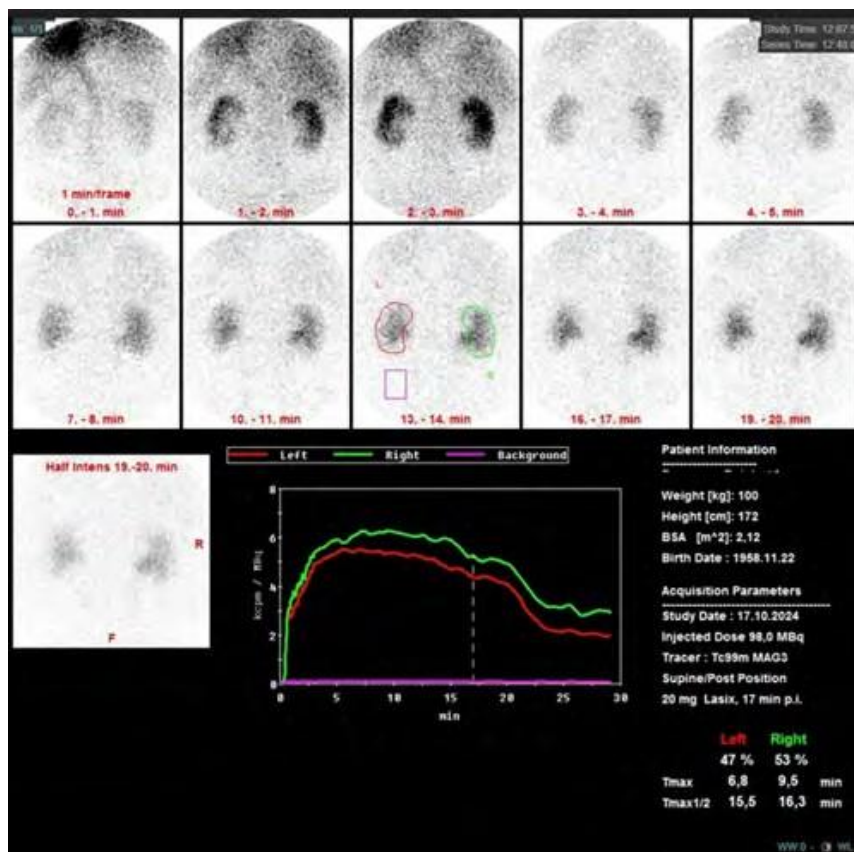 Study Time: 12:07:5
Series Time: 12:40:0
1 min/frame
0. - 1. min
1. - 2. min
2. - 3. min
3. - 4. min
4. - 5. min
7. - 8. min
10. - 11. min
13. - 14. min
16. - 17. min
19. - 20. min
Half Intens 19.-20. min
R
F
Left Right Background
kcpm / MBq
8
6
4
2
0
0 5 10 15 20 25 30
min
Patient Information
Weight [kg]: 100
Height [cm]: 172
BSA [m^2]: 2,12
Birth Date : 1958.11.22
Acquisition Parameters
Study Date : 17.10.2024
Injected Dose 98,0 MBq
Tracer : Tc99m MAG3
Supine/Post Position
20 mg Lasix, 17 min p.i.
Left Right
47 % 53 %
Tmax 6,8 9,5 min
Tmax1/2 15,5 16,3 min
WW 0 - WL